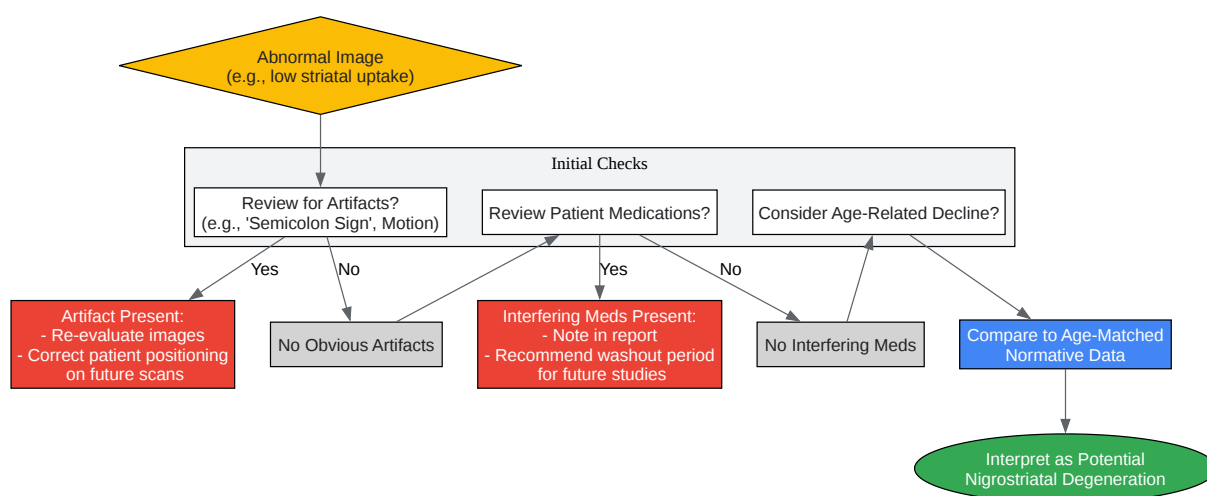 Abnormal Image
(e.g., low striatal uptake)
Initial Checks
Review for Artifacts?
(e.g., 'Semicolon Sign', Motion)
Review Patient Medications?
Consider Age-Related Decline?
Yes
No
Yes
No
Artifact Present:
- Re-evaluate images
- Correct patient positioning
on future scans
No Obvious Artifacts
Interfering Meds Present:
- Note in report
- Recommend washout period
for future studies
No Interfering Meds
Compare to Age-Matched
Normative Data
Interpret as Potential
Nigrostriatal Degeneration